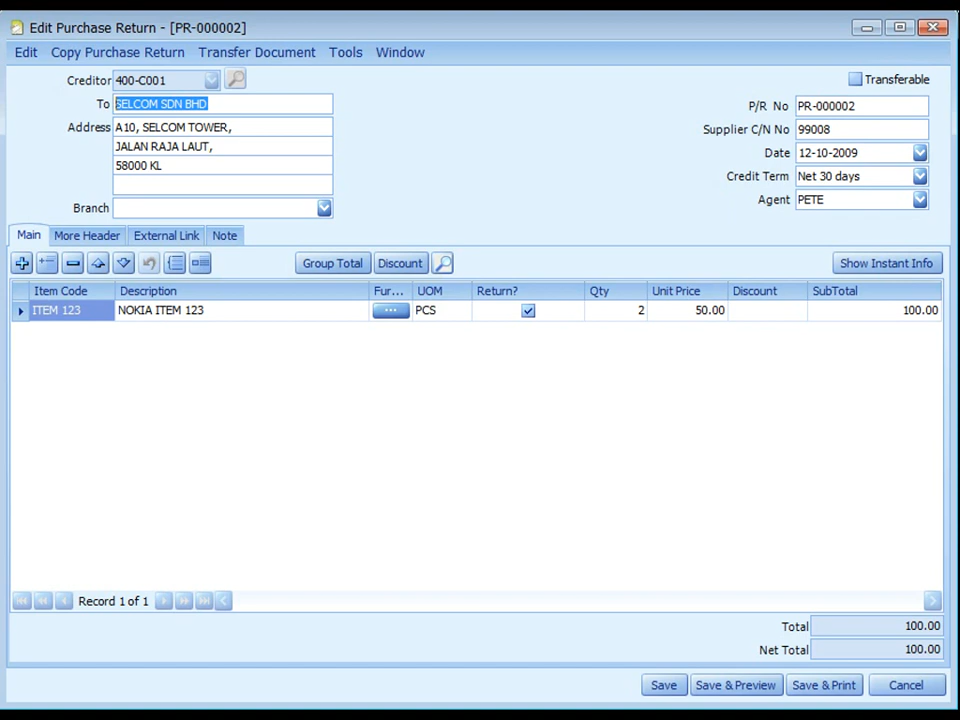 Edit Purchase Return - [PR-000002]
Edit Copy Purchase Return Transfer Document Tools Window
Creditor 400-C001
Transferable
To SELCOM SDN BHD
P/R No PR-000002
Address A10, SELCOM TOWER,
Supplier C/N No 99008
JALAN RAJA LAUT,
Date 12-10-2009
58000 KL
Credit Term Net 30 days
Agent PETE
Branch
Main More Header External Link Note
Group Total Discount Show Instant Info
Item Code Description Fur... UOM Return? Qty Unit Price Discount SubTotal
ITEM 123 NOKIA ITEM 123 ... PCS 2 50.00 100.00
Record 1 of 1
Total 100.00
Net Total 100.00
Save Save & Preview Save & Print Cancel